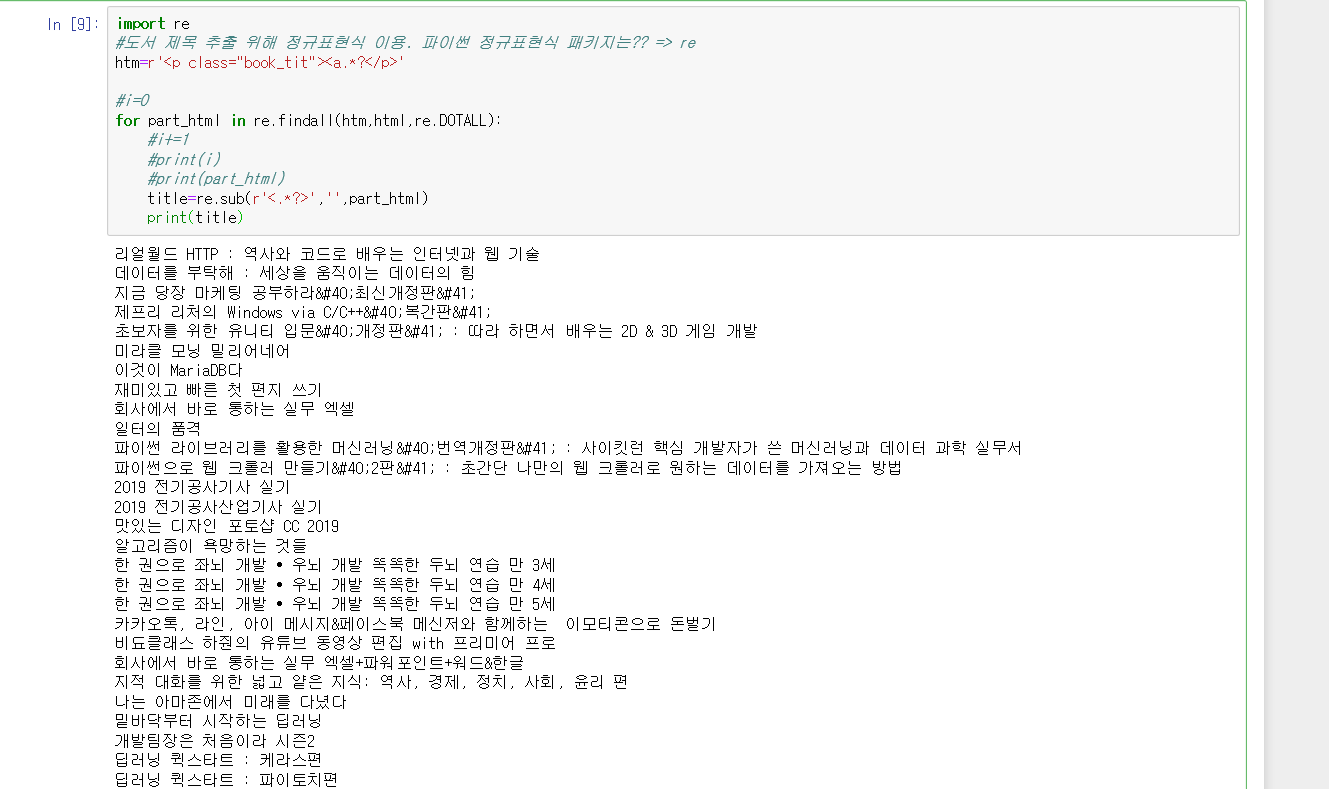 In [9]:
import re
#도서 제목 추출 위해 정규표현식 이용. 파이썬 정규표현식 패키지는?? => re
htm=r'<p class="book_tit"><a.*?</p>'
#i=0
for part_html in re.findall(htm,html,re.DOTALL):
#i+=1
#print(i)
#print(part_html)
title=re.sub(r'<.*?>','',part_html)
print(title)
리얼월드 HTTP : 역사와 코드로 배우는 인터넷과 웹 기술
데이터를 부탁해 : 세상을 움직이는 데이터의 힘
지금 당장 마케팅 공부하라&#40;최신개정판&#41;
제프리 리처의 Windows via C/C++&#40;복간판&#41;
초보자를 위한 유니티 입문&#40;개정판&#41; : 따라 하면서 배우는 2D & 3D 게임 개발
미라클 모닝 밀리어네어
이것이 MariaDB다
재미있고 빠른 첫 편지 쓰기
회사에서 바로 통하는 실무 엑셀
일터의 품격
파이썬 라이브러리를 활용한 머신러닝&#40;번역개정판&#41; : 사이킷런 핵심 개발자가 쓴 머신러닝과 데이터 과학 실무서
파이썬으로 웹 크롤러 만들기&#40;2판&#41; : 초간단 나만의 웹 크롤러로 원하는 데이터를 가져오는 방법
2019 전기공사기사 실기
2019 전기공사산업기사 실기
맛있는 디자인 포토샵 CC 2019
알고리즘이 욕망하는 것들
한 권으로 좌뇌 개발 • 우뇌 개발 똑똑한 두뇌 연습 만 3세
한 권으로 좌뇌 개발 • 우뇌 개발 똑똑한 두뇌 연습 만 4세
한 권으로 좌뇌 개발 • 우뇌 개발 똑똑한 두뇌 연습 만 5세
카카오톡, 라인, 아이 메시지&페이스북 메신저와 함께하는  이모티콘으로 돈벌기
비됴클래스 하줜의 유튜브 동영상 편집 with 프리미어 프로
회사에서 바로 통하는 실무 엑셀+파워포인트+워드&한글
지적 대화를 위한 넓고 얕은 지식: 역사, 경제, 정치, 사회, 윤리 편
나는 아마존에서 미래를 다녔다
밑바닥부터 시작하는 딥러닝
개발팀장은 처음이라 시즌2
딥러닝 퀵스타트 : 케라스편
딥러닝 퀵스타트 : 파이토치편